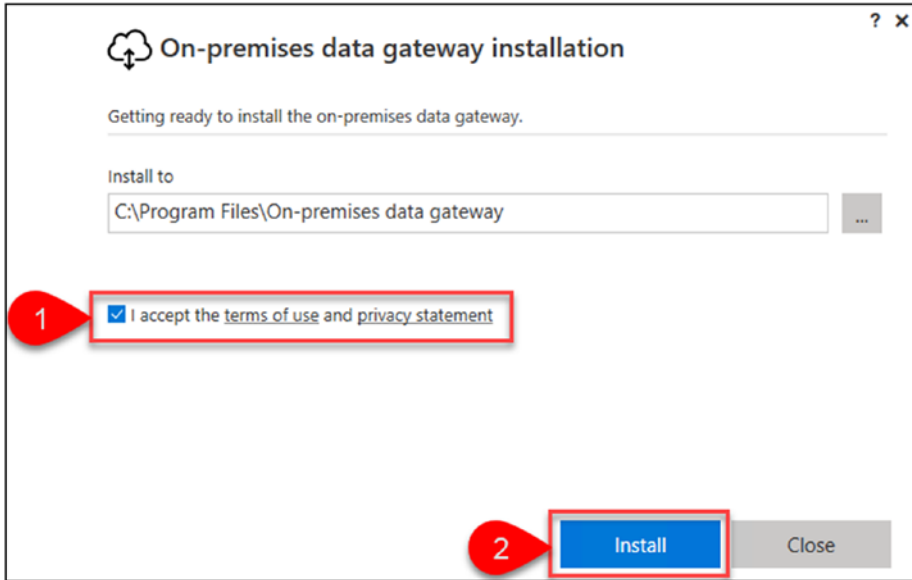 ? ×
On-premises data gateway installation
Getting ready to install the on-premises data gateway.
Install to
C:\Program Files\On-premises data gateway
...
1
I accept the terms of use and privacy statement
2
Install
Close